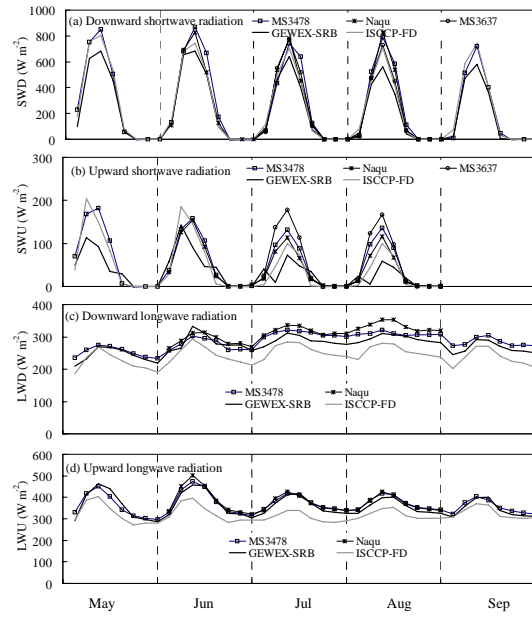 (a) Downward shortwave radiation
MS3478 Naqu MS3637
GEWEX-SRB ISCCP-FD
SWD (W m-2)
1000
800
600
400
200
0
(b) Upward shortwave radiation
MS3478 Naqu MS3637
GEWEX-SRB ISCCP-FD
SWU (W m-2)
300
200
100
0
(c) Downward longwave radiation
LWD (W m-2)
400
300
200
100
0
MS3478 Naqu
GEWEX-SRB ISCCP-FD
(d) Upward longwave radiation
LWU (W m-2)
600
500
400
300
200
100
0
MS3478 Naqu
GEWEX-SRB ISCCP-FD
May Jun Jul Aug Sep